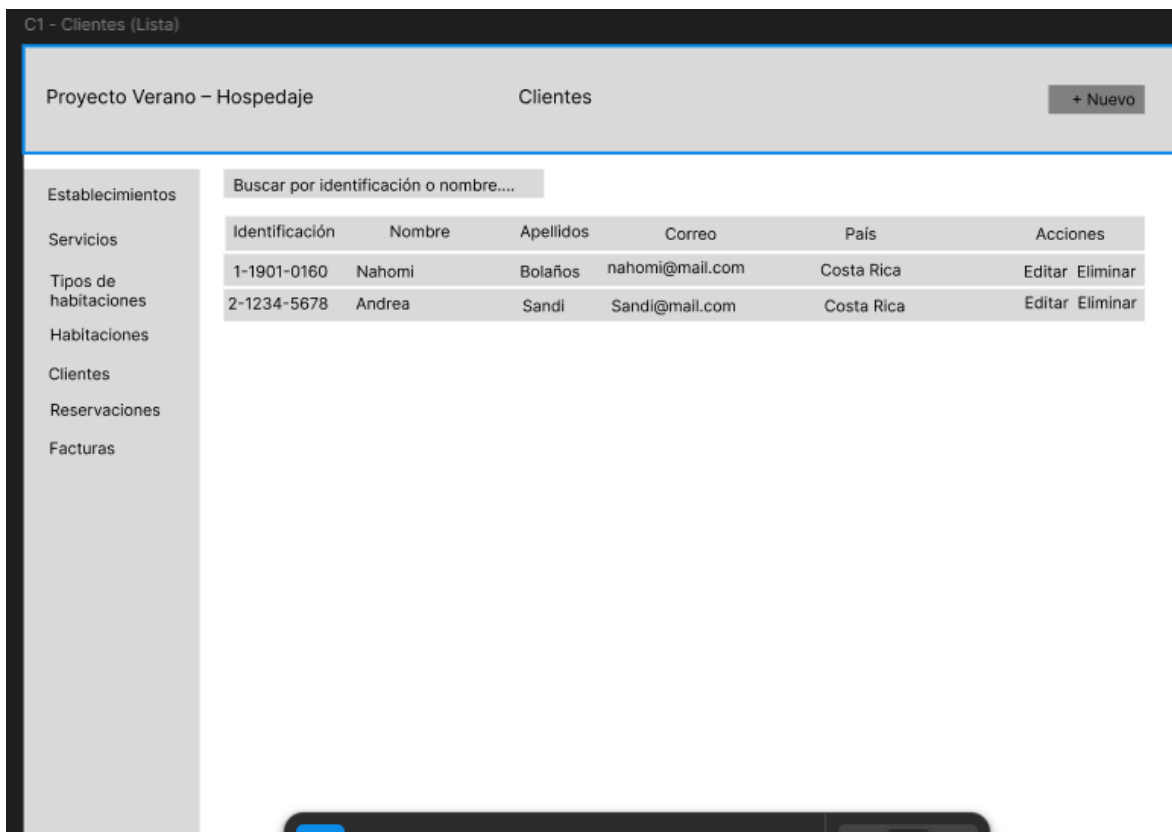 C1 - Clientes (Lista)
Proyecto Verano – Hospedaje
Clientes
+ Nuevo
Establecimientos
Servicios
Tipos de
habitaciones
Habitaciones
Clientes
Reservaciones
Facturas
Buscar por identificación o nombre....
Identificación Nombre Apellidos Correo País Acciones
1-1901-0160 Nahomi Bolaños nahomi@mail.com Costa Rica Editar Eliminar
2-1234-5678 Andrea Sandi Sandi@mail.com Costa Rica Editar Eliminar